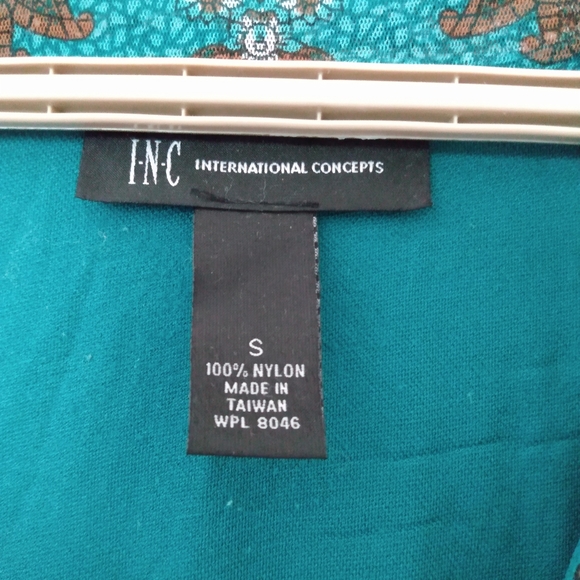 I·N·C INTERNATIONAL CONCEPTS
S
100% NYLON
MADE IN
TAIWAN
WPL 8046